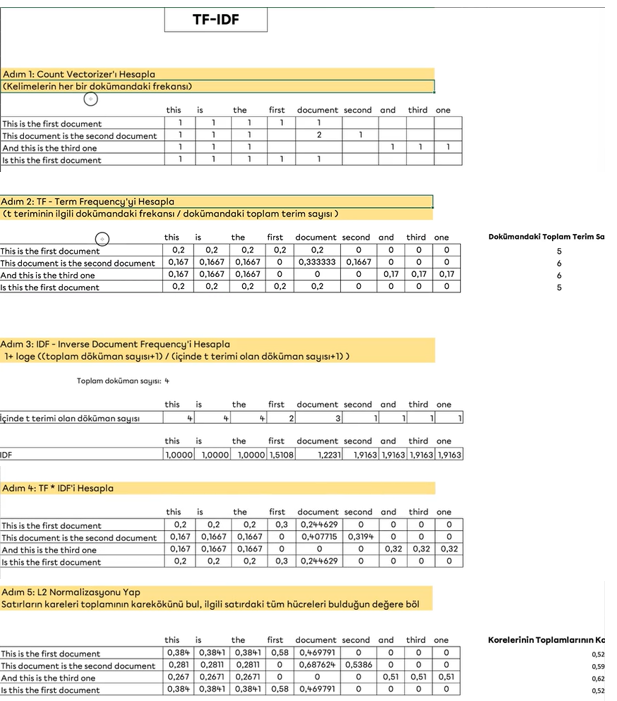 TF-IDF
Adım 1: Count Vectorizer'ı Hesapla
(Kelimelerin her bir dokümandaki frekansı)
this is the first document second and third one
This is the first document 1 1 1 1 1
This document is the second document 1 1 1 2 1
And this is the third one 1 1 1 1 1 1
Is this the first document 1 1 1 1 1
Adım 2: TF - Term Frequency'yi Hesapla
(t teriminin ilgili dokümandaki frekansı / dokümandaki toplam terim sayısı )
this is the first document second and third one Dokümandaki Toplam Terim Sa
This is the first document 0,2 0,2 0,2 0,2 0,2 0 0 0 0 5
This document is the second document 0,167 0,1667 0,1667 0 0,333333 0,1667 0 0 0 6
And this is the third one 0,167 0,1667 0,1667 0 0 0 0,17 0,17 0,17 6
Is this the first document 0,2 0,2 0,2 0,2 0,2 0 0 0 0 5
Adım 3: IDF - Inverse Document Frequency'i Hesapla
1+ loge ((toplam döküman sayısı+1) / (içinde t terimi olan döküman sayısı+1) )
Toplam doküman sayısı: 4
this is the first document second and third one
İçinde t terimi olan döküman sayısı 4 4 4 2 3 1 1 1 1
this is the first document second and third one
IDF 1,0000 1,0000 1,0000 1,5108 1,2231 1,9163 1,9163 1,9163 1,9163
Adım 4: TF * IDF'i Hesapla
this is the first document second and third one
This is the first document 0,2 0,2 0,2 0,3 0,244629 0 0 0 0
This document is the second document 0,167 0,1667 0,1667 0 0,407715 0,3194 0 0 0
And this is the third one 0,167 0,1667 0,1667 0 0 0 0,32 0,32 0,32
Is this the first document 0,2 0,2 0,2 0,3 0,244629 0 0 0 0
Adım 5: L2 Normalizasyonu Yap
Satırların kareleri toplamının karekökünü bul, ilgili satırdaki tüm hücreleri bulduğun değere böl
this is the first document second and third one Karelerinin Toplamlarının Ka
This is the first document 0,384 0,3841 0,3841 0,58 0,469791 0 0 0 0 0,52
This document is the second document 0,281 0,2811 0,2811 0 0,687624 0,5386 0 0 0 0,59
And this is the third one 0,267 0,2671 0,2671 0 0 0 0,51 0,51 0,51 0,62
Is this the first document 0,384 0,3841 0,3841 0,58 0,469791 0 0 0 0 0,52